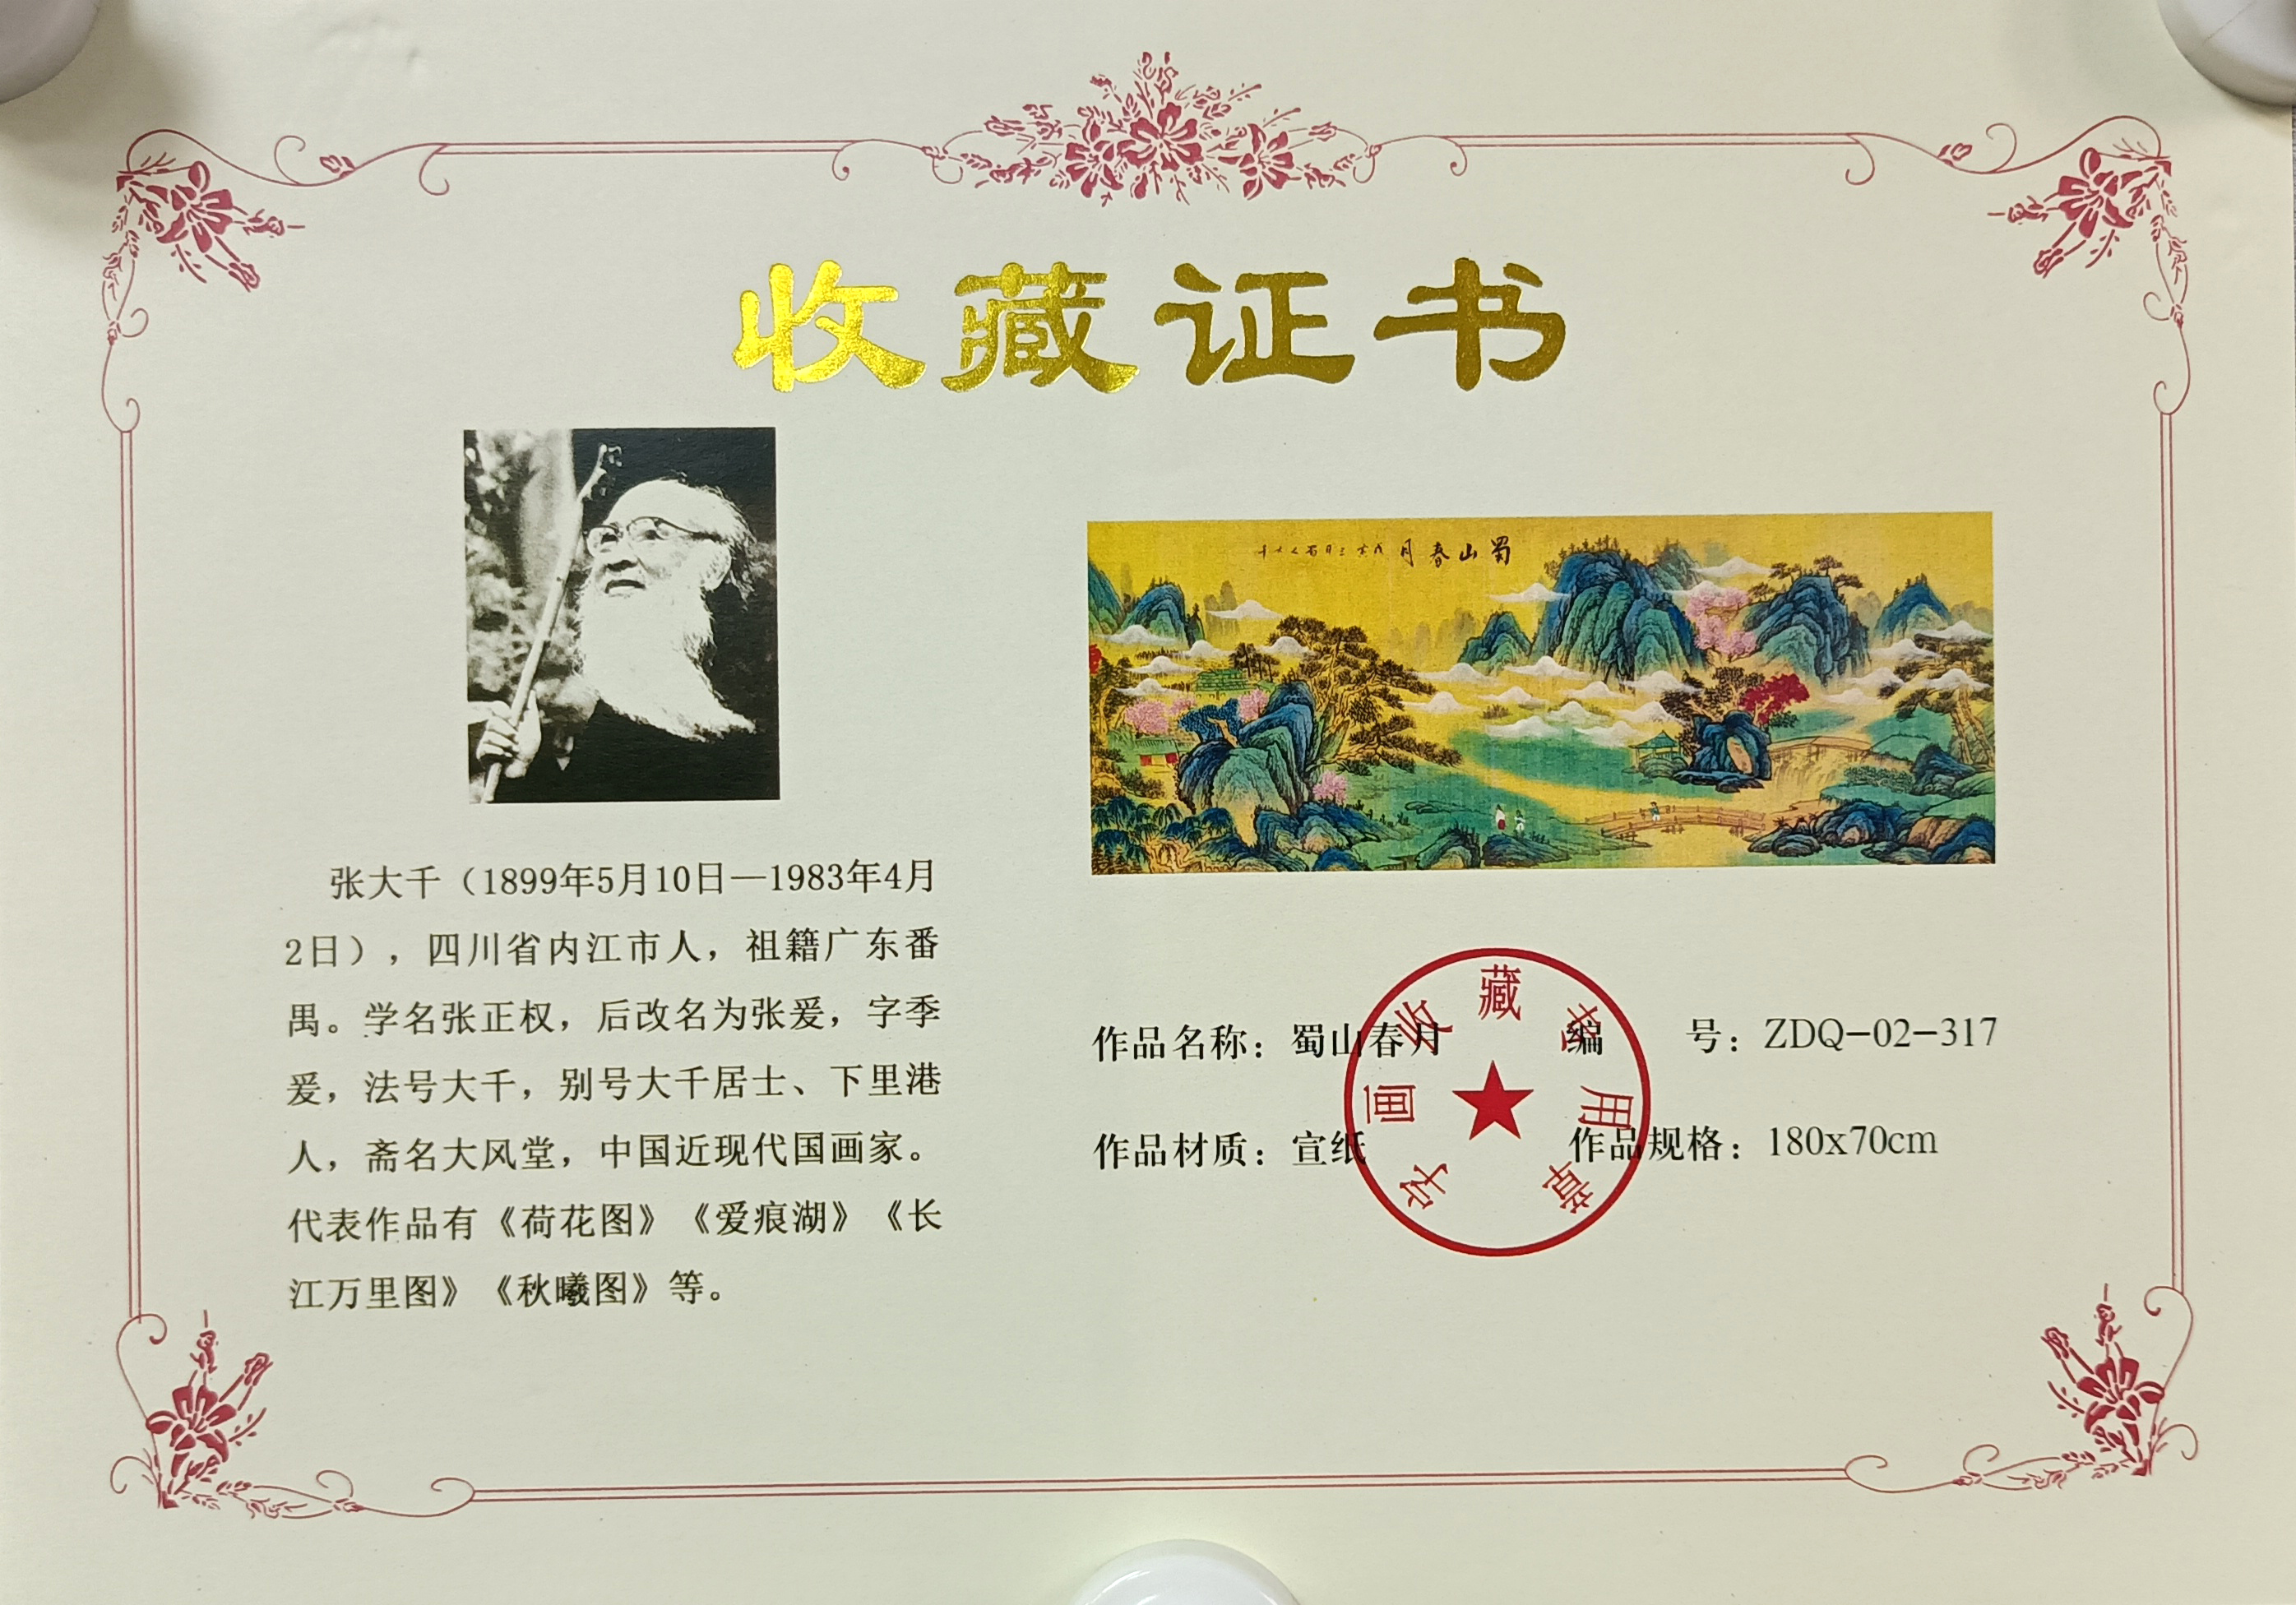 收藏证书
蜀山春月
张大千（1899年5月10日—1983年4月
2日），四川省内江市人，祖籍广东番
禺。学名张正权，后改名为张爰，字季
爰，法号大千，别号大千居士、下里港
人，斋名大风堂，中国近现代国画家。
代表作品有《荷花图》《爱痕湖》《长
江万里图》《秋曦图》等。
作品名称：蜀山春月 编 号：ZDQ-02-317
作品材质：宣纸 作品规格：180x70cm
字画收藏专用章